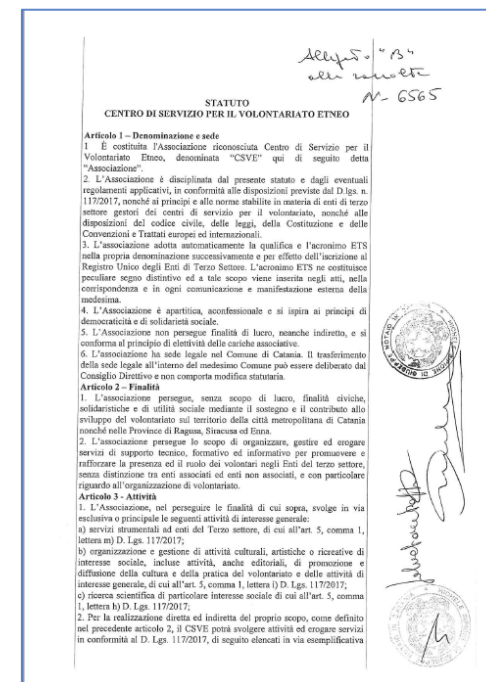 Allegato "B"
alla raccolta
N- 6565
STATUTO
CENTRO DI SERVIZIO PER IL VOLONTARIATO ETNEO
Articolo 1 – Denominazione e sede
1 È costituita l'Associazione riconosciuta Centro di Servizio per il
Volontariato Etneo, denominata "CSVE" qui di seguito detta
"Associazione".
2. L'Associazione è disciplinata dal presente statuto e dagli eventuali
regolamenti applicativi, in conformità alle disposizioni previste dal D.lgs. n.
117/2017, nonché ai principi e alle norme stabilite in materia di enti di terzo
settore gestori dei centri di servizio per il volontariato, nonché alle
disposizioni del codice civile, delle leggi, della Costituzione e delle
Convenzioni e Trattati europei ed internazionali.
3. L'associazione adotta automaticamente la qualifica e l'acronimo ETS
nella propria denominazione successivamente e per effetto dell'iscrizione al
Registro Unico degli Enti di Terzo Settore. L'acronimo ETS ne costituisce
peculiare segno distintivo ed a tale scopo viene inserita negli atti, nella
corrispondenza e in ogni comunicazione e manifestazione esterna della
medesima.
4. L'Associazione è apartitica, aconfessionale e si ispira ai principi di
democraticità e di solidarietà sociale.
5. L'Associazione non persegue finalità di lucro, neanche indiretto, e si
conforma al principio di elettività delle cariche associative.
6. L'associazione ha sede legale nel Comune di Catania. Il trasferimento
della sede legale all'interno del medesimo Comune può essere deliberato dal
Consiglio Direttivo e non comporta modifica statutaria.
Articolo 2 – Finalità
1. L'associazione persegue, senza scopo di lucro, finalità civiche,
solidaristiche e di utilità sociale mediante il sostegno e il contributo allo
sviluppo del volontariato sul territorio della città metropolitana di Catania
nonché nelle Province di Ragusa, Siracusa ed Enna.
2. L'associazione persegue lo scopo di organizzare, gestire ed erogare
servizi di supporto tecnico, formativo ed informativo per promuovere e
rafforzare la presenza ed il ruolo dei volontari negli Enti del terzo settore,
senza distinzione tra enti associati ed enti non associati, e con particolare
riguardo all'organizzazione di volontariato.
Articolo 3 - Attività
1. L'Associazione, nel perseguire le finalità di cui sopra, svolge in via
esclusiva o principale le seguenti attività di interesse generale:
a) servizi strumentali ad enti del Terzo settore, di cui all'art. 5, comma 1,
lettera m) D. Lgs. 117/2017;
b) organizzazione e gestione di attività culturali, artistiche o ricreative di
interesse sociale, incluse attività, anche editoriali, di promozione e
diffusione della cultura e della pratica del volontariato e delle attività di
interesse generale, di cui all'art. 5, comma 1, lettera i) D. Lgs. 117/2017;
c) ricerca scientifica di particolare interesse sociale di cui all'art. 5, comma
1, lettera h) D. Lgs. 117/2017;
2. Per la realizzazione diretta ed indiretta del proprio scopo, come definito
nel precedente articolo 2, il CSVE potrà svolgere attività ed erogare servizi
in conformità al D. Lgs. 117/2017, di seguito elencati in via esemplificativa